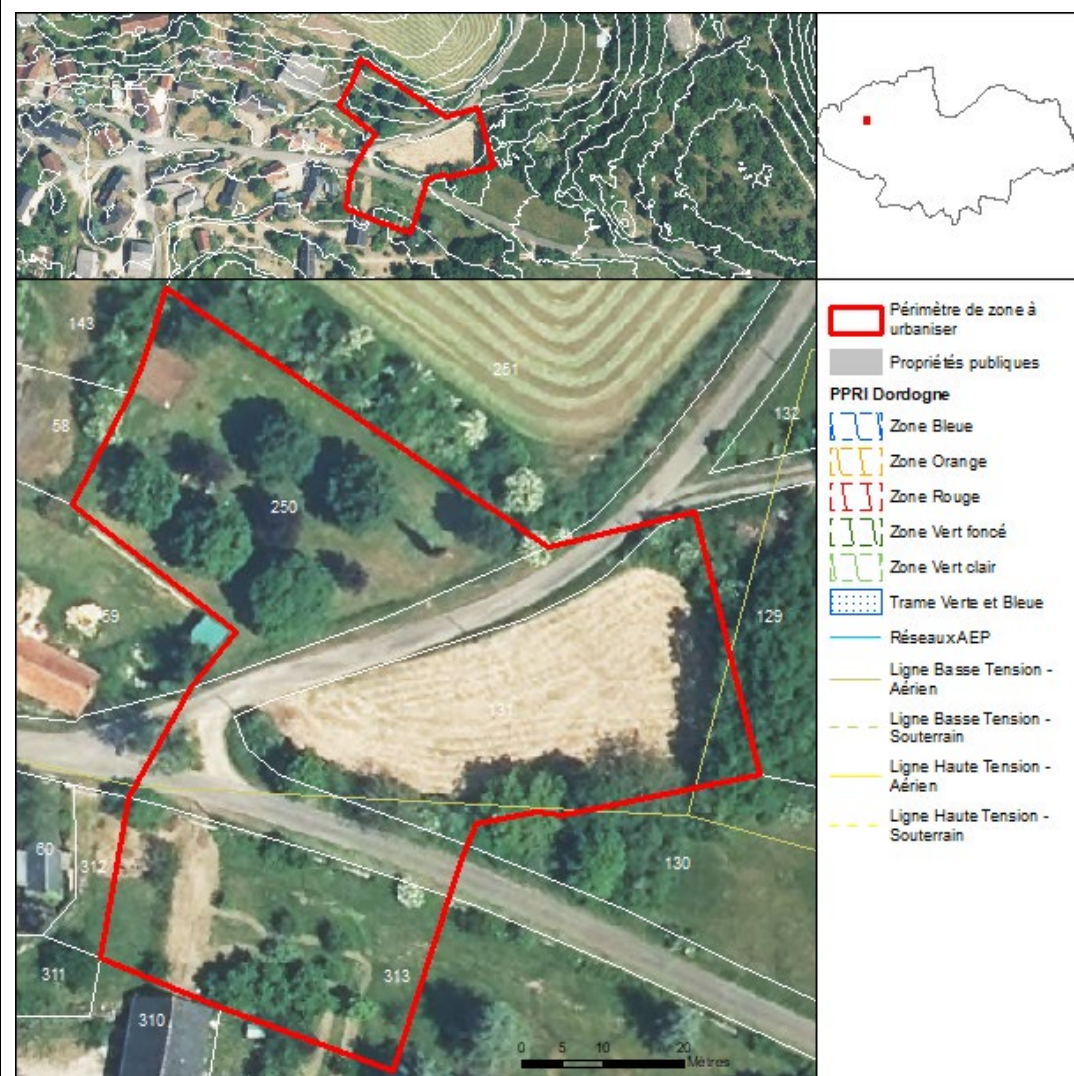 Périmètre de zone à
urbaniser
Propriétés publiques
PPRI Dordogne
Zone Bleue
Zone Orange
Zone Rouge
Zone Vert foncé
Zone Vert clair
Trame Verte et Bleue
Réseaux AEP
Ligne Basse Tension -
Aérien
Ligne Basse Tension -
Souterrain
Ligne Haute Tension -
Aérien
Ligne Haute Tension -
Souterrain
143
251
132
58
250
59
129
131
60
312
130
311
313
310
0 5 10 20
Mètres